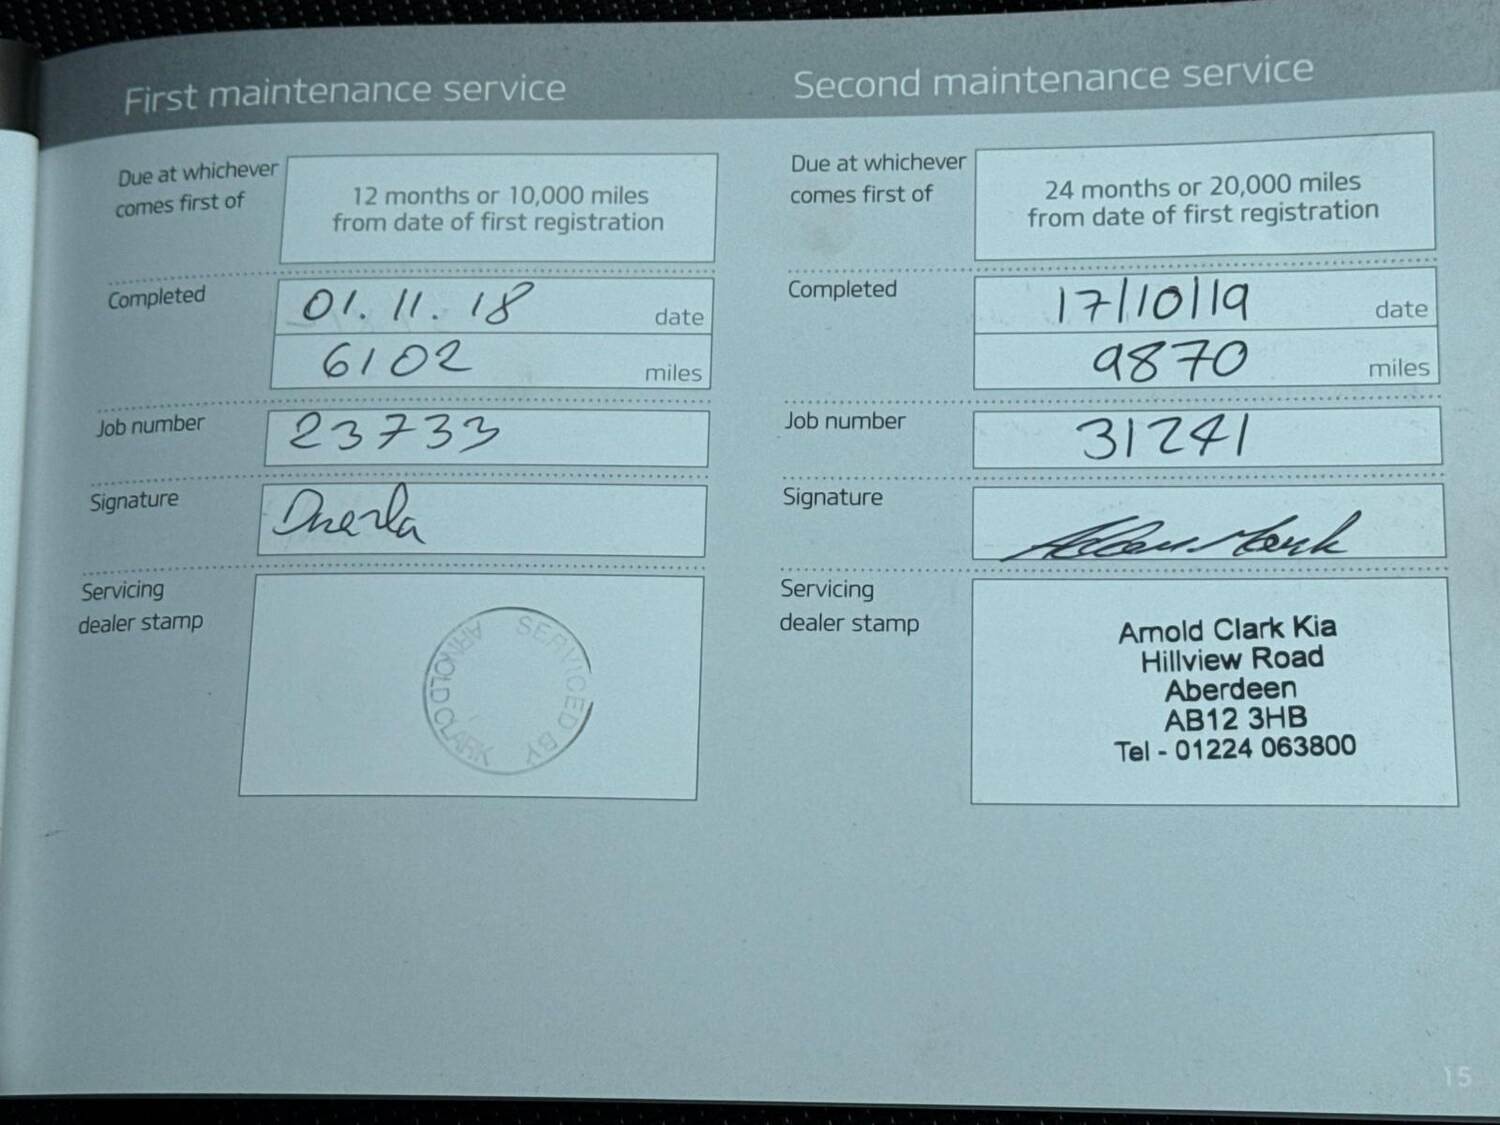 First maintenance service
Due at whichever
comes first of
12 months or 10,000 miles
from date of first registration
Completed
01.11.18 date
6102 miles
Job number
23733
Signature
Servicing
dealer stamp
SERVICED BY
ARNOLD CLARK
Second maintenance service
Due at whichever
comes first of
24 months or 20,000 miles
from date of first registration
Completed
17/10/19 date
9870 miles
Job number
31241
Signature
Servicing
dealer stamp
Arnold Clark Kia
Hillview Road
Aberdeen
AB12 3HB
Tel - 01224 063800
15